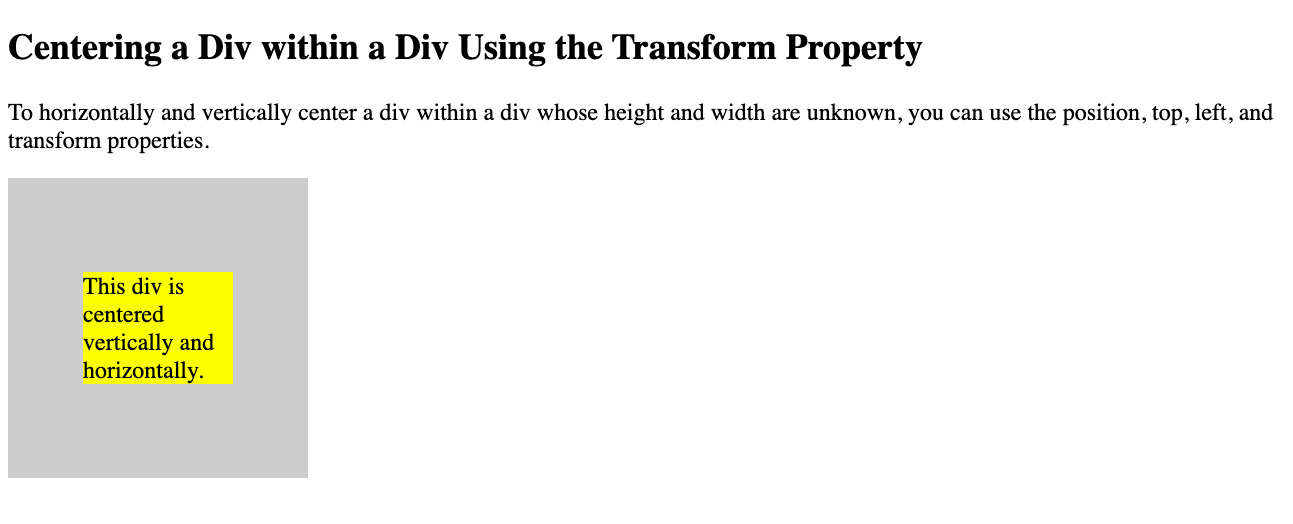 Centering a Div within a Div Using the Transform Property
To horizontally and vertically center a div within a div whose height and width are unknown, you can use the position, top, left, and
transform properties.
This div is
centered
vertically and
horizontally.